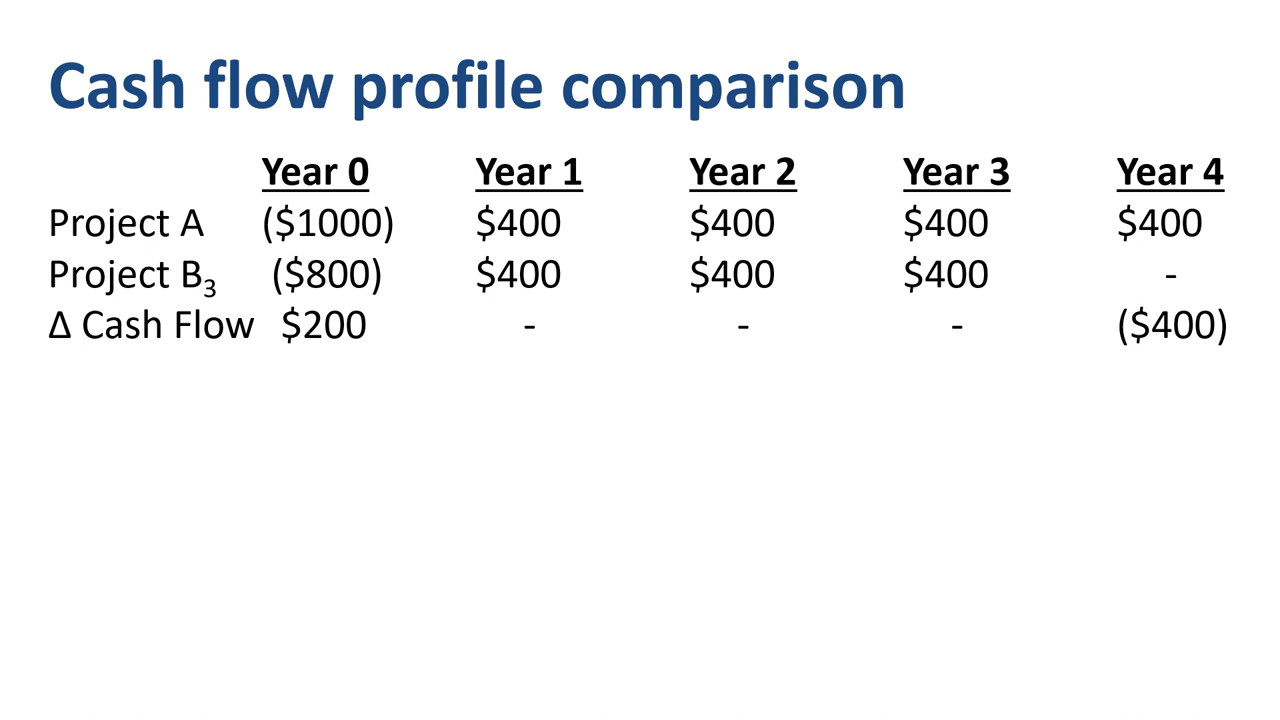 Cash flow profile comparison
Year 0 Year 1 Year 2 Year 3 Year 4
Project A ($1000) $400 $400 $400 $400
Project B₃ ($800) $400 $400 $400 -
Δ Cash Flow $200 - - - ($400)